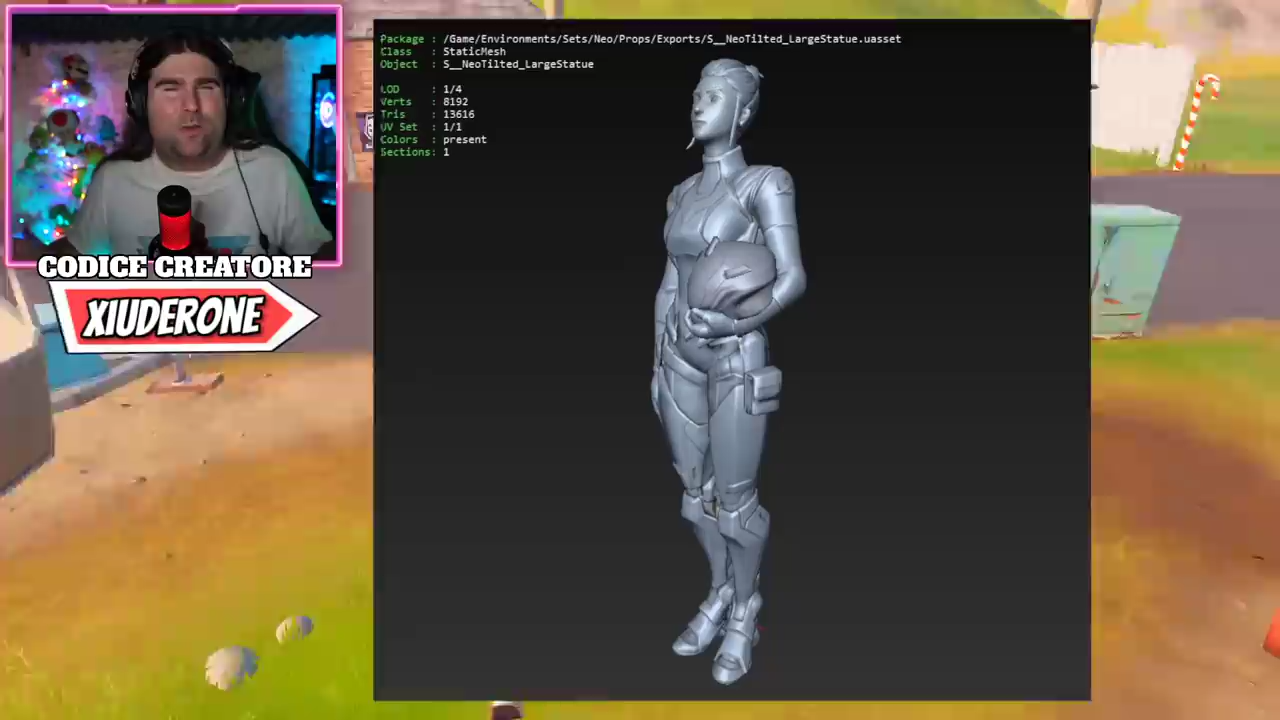 Package : /Game/Environments/Sets/Neo/Props/Exports/S__NeoTilted_LargeStatue.uasset
Class : StaticMesh
Object : S__NeoTilted_LargeStatue
LOD : 1/4
Verts : 8192
Tris : 13616
UV Set : 1/1
Colors : present
Sections: 1
CODICE CREATORE
XIUDERONE